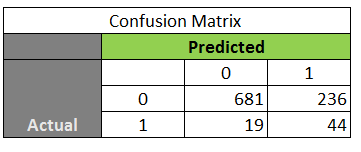 Confusion Matrix
Predicted
0 1
0 681 236
Actual 1 19 44